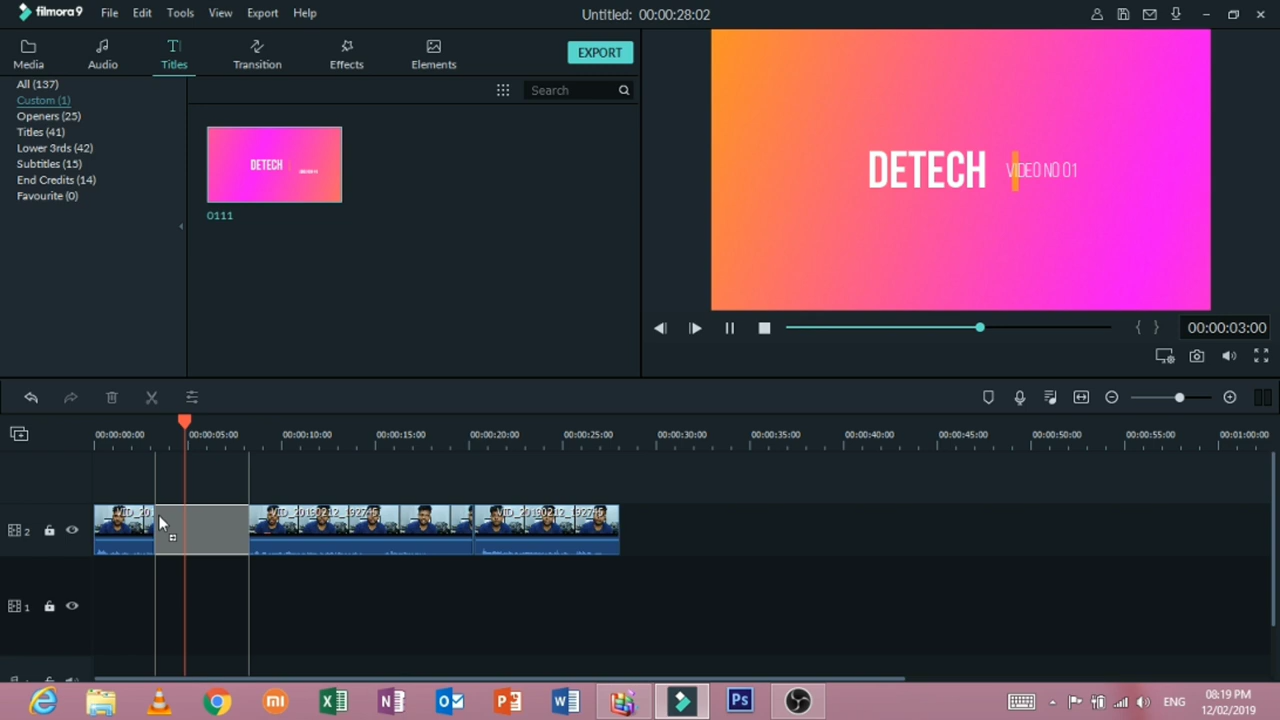 filmora9 File Edit Tools View Export Help Untitled: 00:00:28:02
Media Audio Titles Transition Effects Elements EXPORT
All (137)
Custom (1)
Openers (25)
Titles (41)
Lower 3rds (42)
Subtitles (15)
End Credits (14)
Favourite (0)
Search
DETECH
0111
DETECH VIDEO NO 01
00:00:03:00
00:00:00:00 00:00:05:00 00:00:10:00 00:00:15:00 00:00:20:00 00:00:25:00 00:00:30:00 00:00:35:00 00:00:40:00 00:00:45:00 00:00:50:00 00:00:55:00 00:01:00:00
2 VID_201 VID_20190212_192745 VID_20190212_192745
1
Ps ENG 08:19 PM
12/02/2019